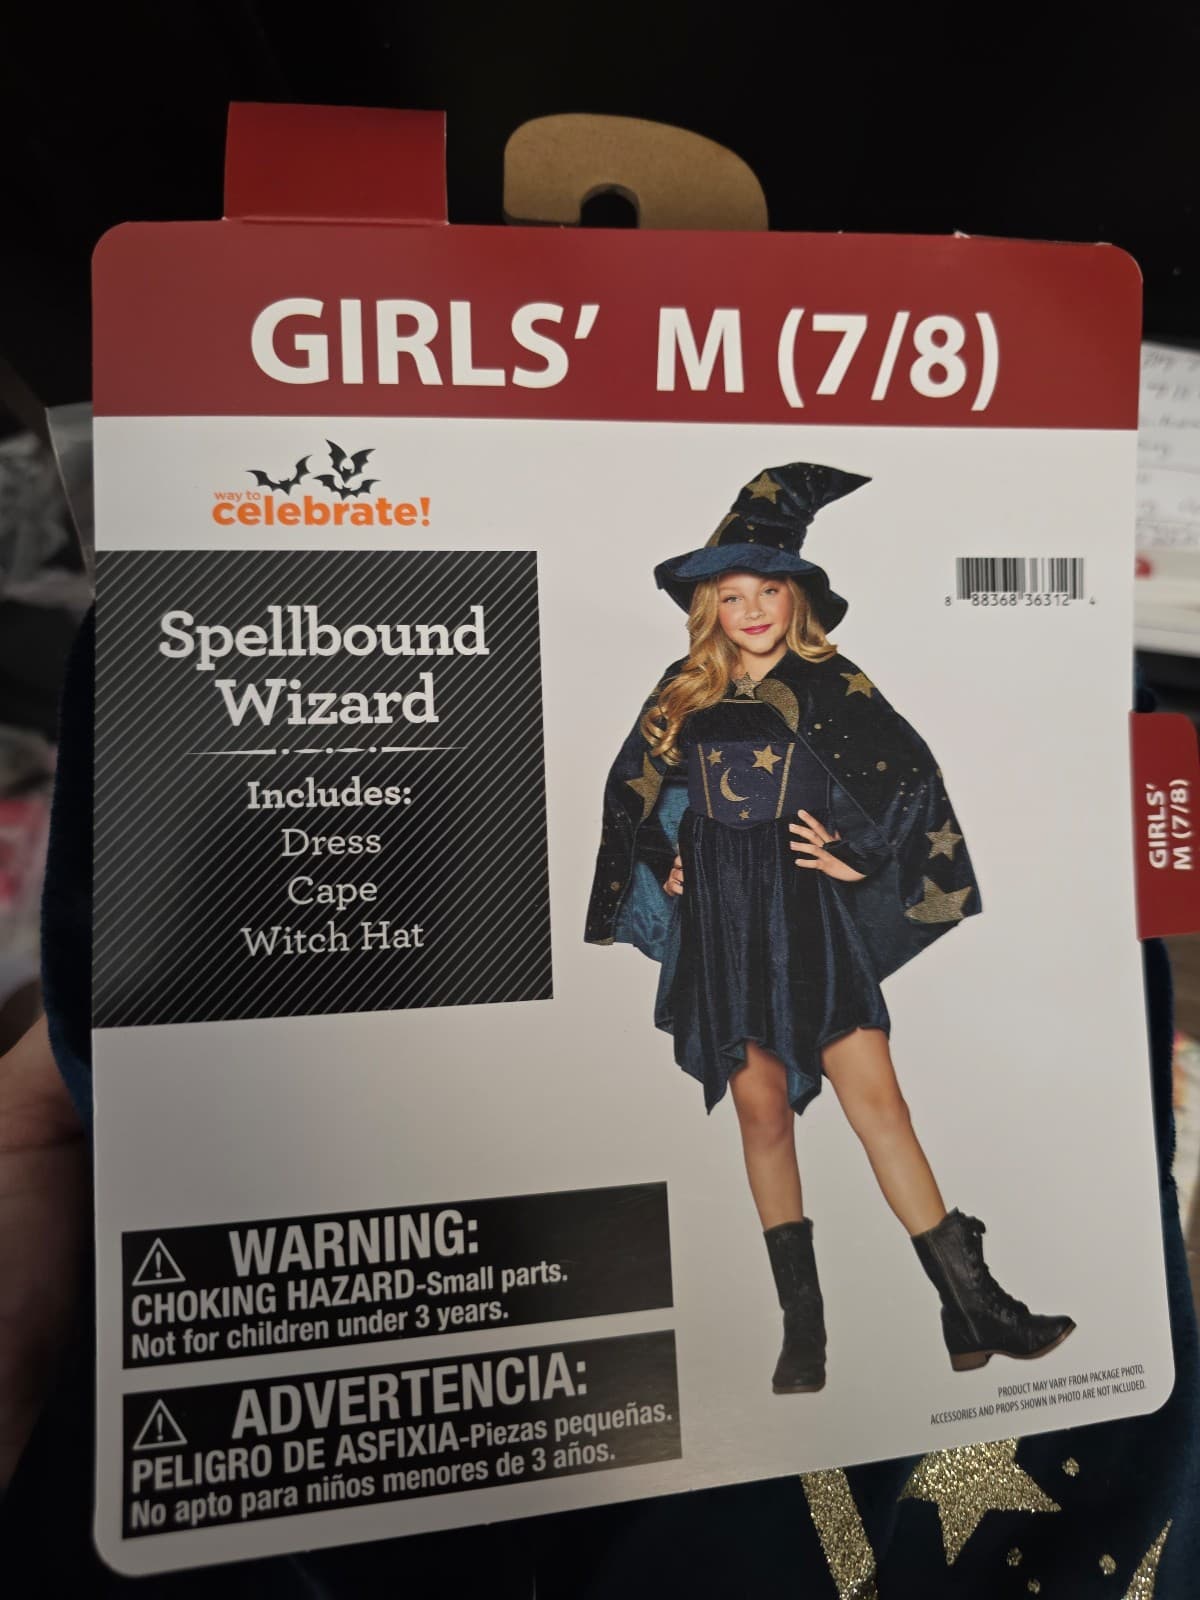 GIRLS' M (7/8)
way to
celebrate!
Spellbound
Wizard
Includes:
Dress
Cape
Witch Hat
8 88368 36312 4
GIRLS'
M (7/8)
WARNING:
CHOKING HAZARD-Small parts.
Not for children under 3 years.
ADVERTENCIA:
PELIGRO DE ASFIXIA-Piezas pequeñas.
No apto para niños menores de 3 años.
PRODUCT MAY VARY FROM PACKAGE PHOTO.
ACCESSORIES AND PROPS SHOWN IN PHOTO ARE NOT INCLUDED.